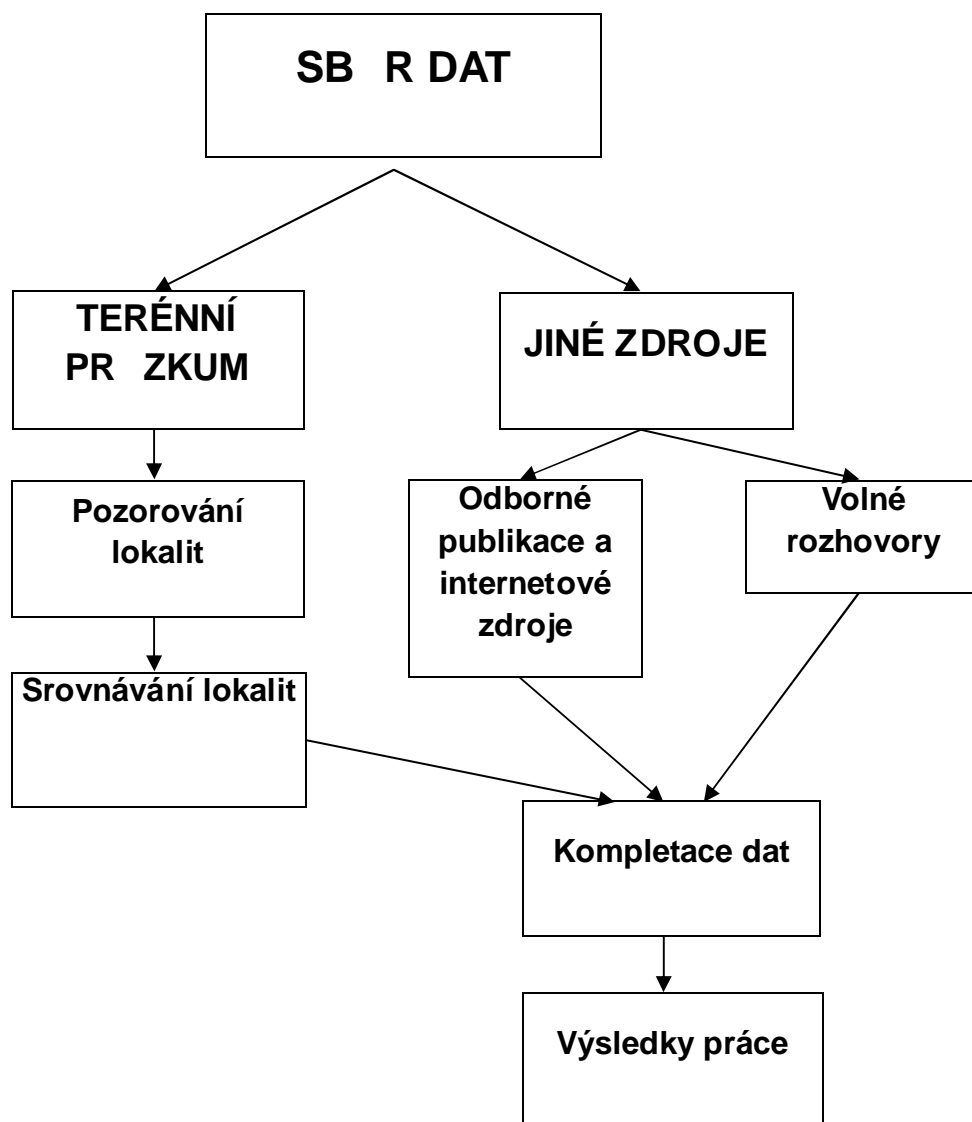 SB R DAT
TERÉNNÍ
PR ZKUM
JINÉ ZDROJE
Pozorování
lokalit
Odborné
publikace a
internetové
zdroje
Volné
rozhovory
Srovnávání lokalit
Kompletace dat
Výsledky práce